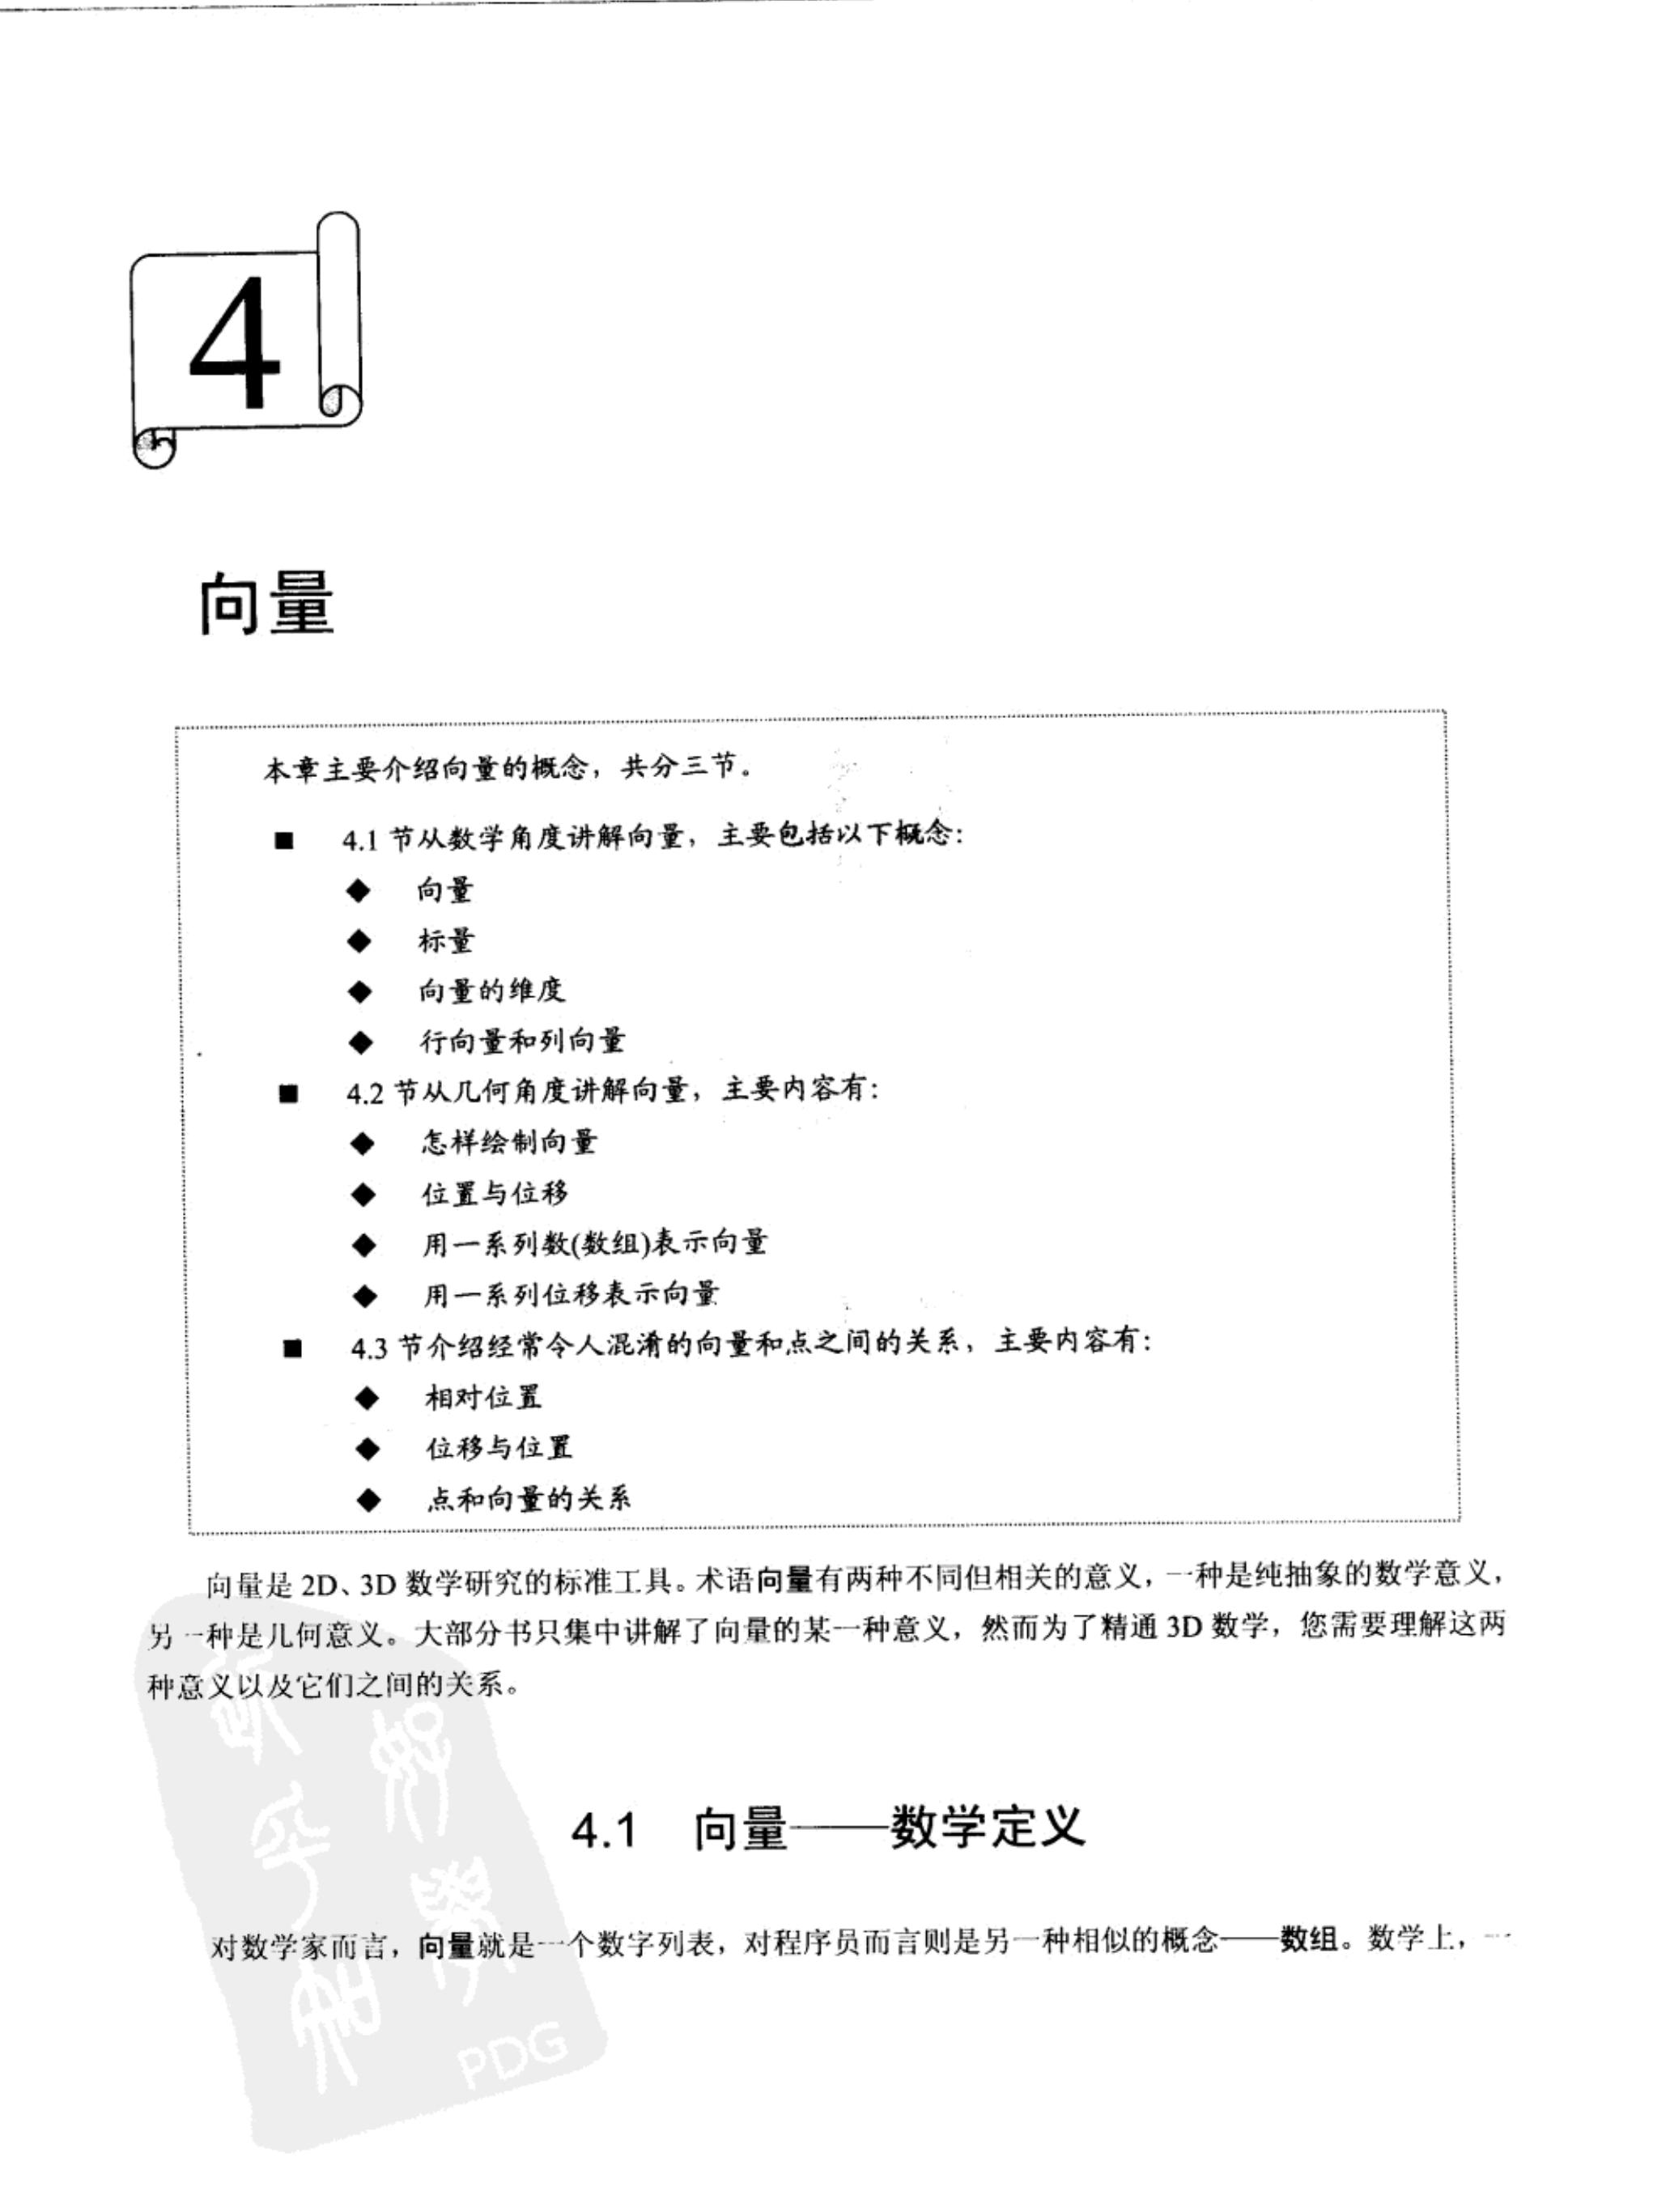 4
向量
本章主要介绍向量的概念，共分三节。
■ 4.1 节从数学角度讲解向量，主要包括以下概念：
◆ 向量
◆ 标量
◆ 向量的维度
◆ 行向量和列向量
■ 4.2 节从几何角度讲解向量，主要内容有：
◆ 怎样绘制向量
◆ 位置与位移
◆ 用一系列数(数组)表示向量
◆ 用一系列位移表示向量
■ 4.3 节介绍经常令人混淆的向量和点之间的关系，主要内容有：
◆ 相对位置
◆ 位移与位置
◆ 点和向量的关系
向量是 2D、3D 数学研究的标准工具。术语向量有两种不同但相关的意义，一种是纯抽象的数学意义，
另一种是几何意义。大部分书只集中讲解了向量的某一种意义，然而为了精通 3D 数学，您需要理解这两
种意义以及它们之间的关系。
4.1 向量——数学定义
对数学家而言，向量就是一个数字列表，对程序员而言则是另一种相似的概念——数组。数学上，一
PDG